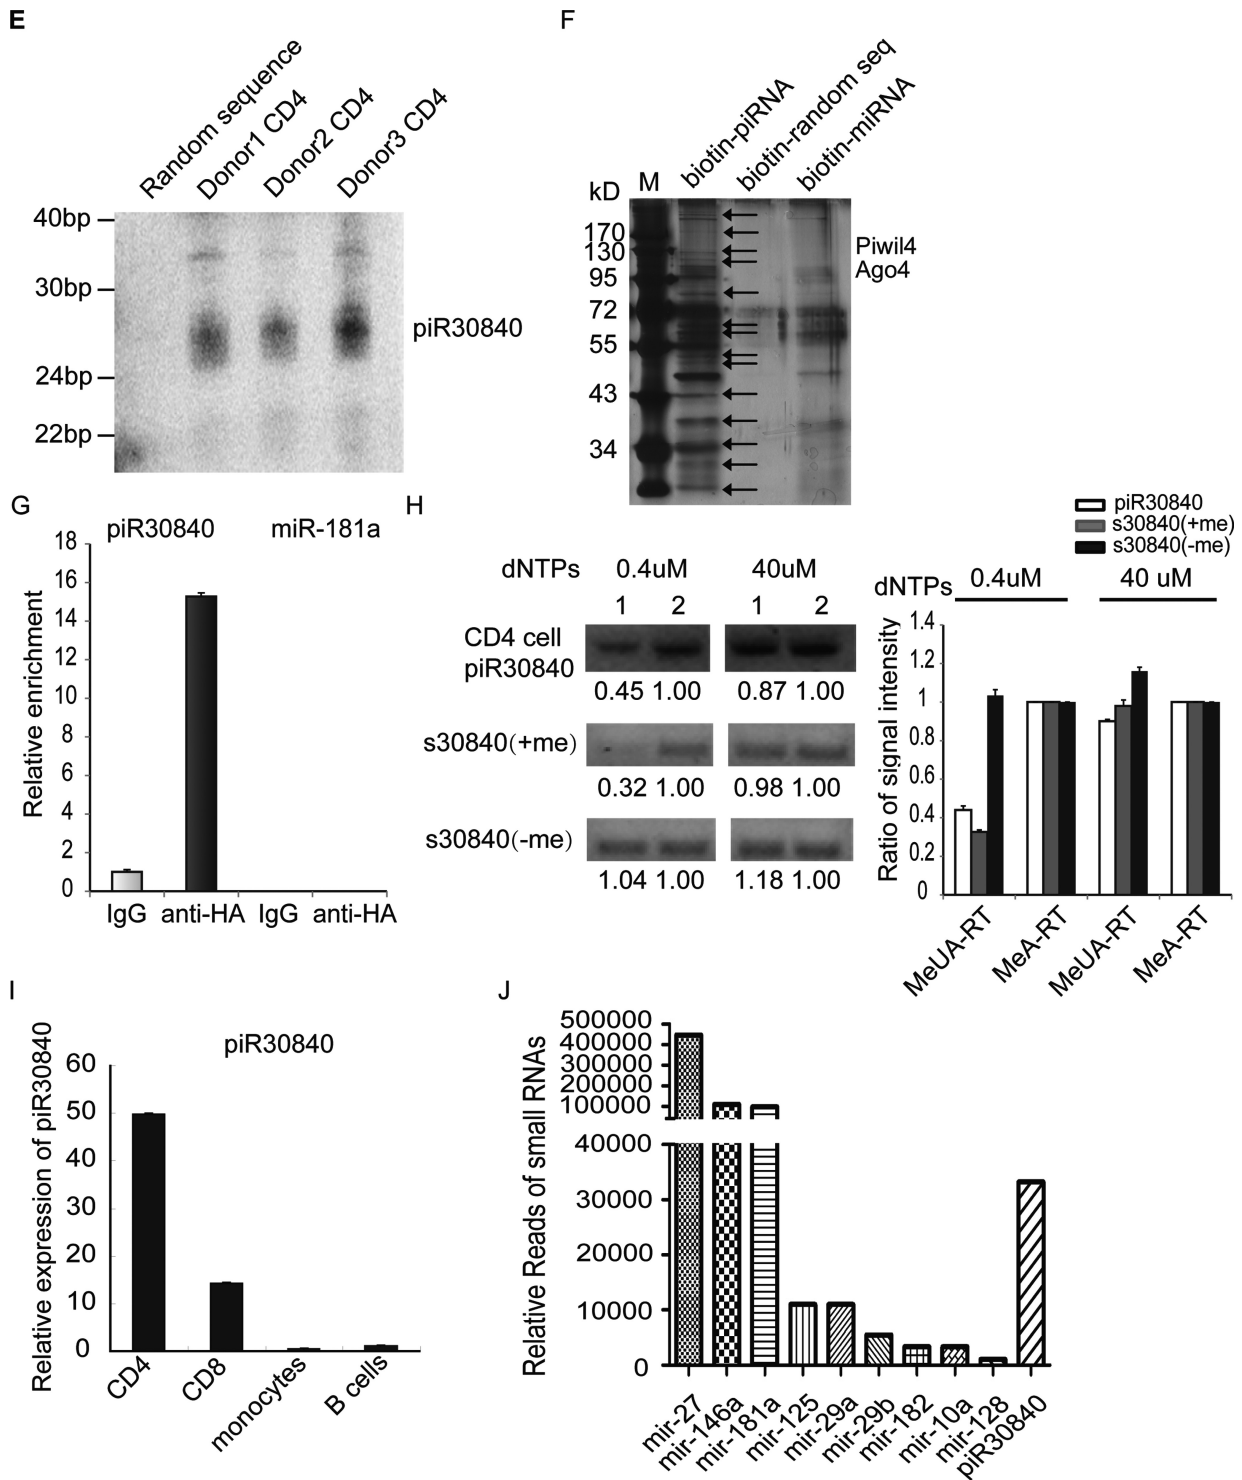 E
Random sequence
Donor1 CD4
Donor2 CD4
Donor3 CD4
40bp
30bp
24bp
22bp
piR30840
F
kD
M
biotin-piRNA
biotin-random seq
biotin-miRNA
170
130
95
72
55
43
34
Piwil4
Ago4
G
piR30840 miR-181a
Relative enrichment
18
16
14
12
10
8
6
4
2
0
IgG anti-HA IgG anti-HA
H
dNTPs 0.4uM 40uM
1 2 1 2
CD4 cell
piR30840
0.45 1.00 0.87 1.00
s30840(+me)
0.32 1.00 0.98 1.00
s30840(-me)
1.04 1.00 1.18 1.00
piR30840
s30840(+me)
s30840(-me)
dNTPs 0.4uM 40 uM
Ratio of signal intensity
1.4
1.2
1
0.8
0.6
0.4
0.2
0
MeUA-RT
MeA-RT
MeUA-RT
MeA-RT
I
piR30840
Relative expression of piR30840
60
50
40
30
20
10
0
CD4
CD8
monocytes
B cells
J
Relative Reads of small RNAs
500000
400000
300000
200000
100000
40000
30000
20000
10000
0
mir-27
mir-146a
mir-181a
mir-125
mir-29a
mir-29b
mir-182
mir-10a
mir-128
piR30840